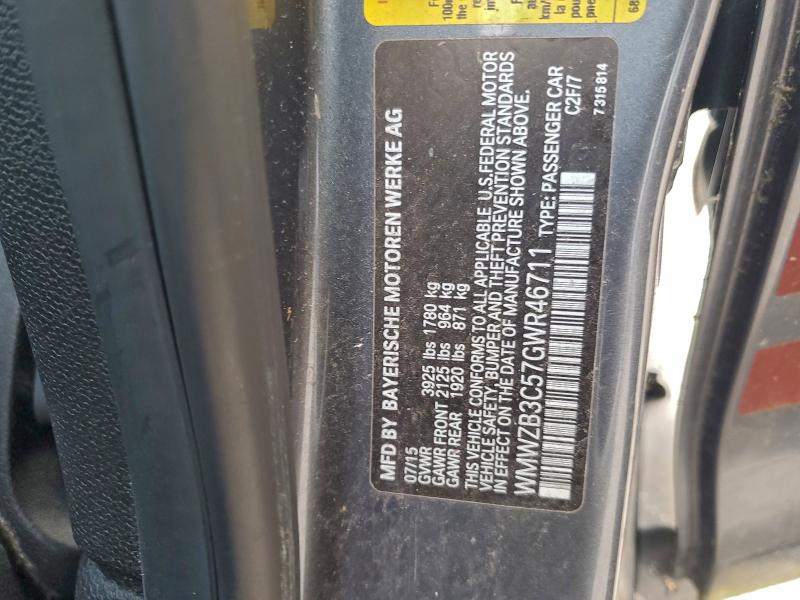 MFD BY BAYERISCHE MOTOREN WERKE AG
07/15
GVWR 3925 lbs 1780 kg
GAWR FRONT 2125 lbs 964 kg
GAWR REAR 1920 lbs 871 kg
THIS VEHICLE CONFORMS TO ALL APPLICABLE U.S.FEDERAL MOTOR
VEHICLE SAFETY, BUMPER AND THEFT PREVENTION STANDARDS
IN EFFECT ON THE DATE OF MANUFACTURE SHOWN ABOVE.
WMWZB3C57GWR46711 TYPE: PASSENGER CAR
C2F/7
7 315 814